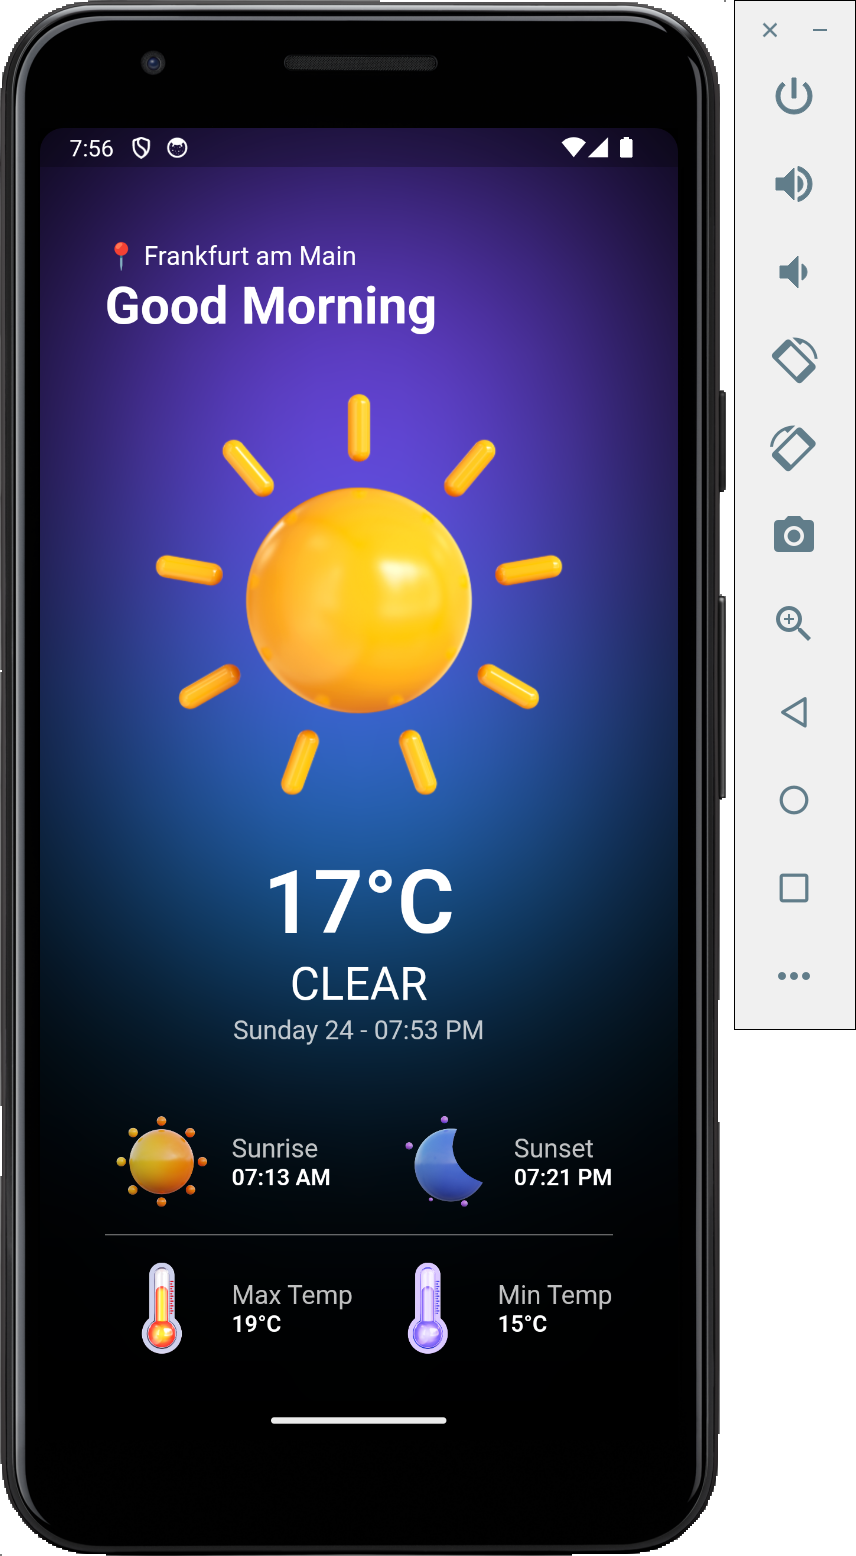 7:56
📍 Frankfurt am Main
Good Morning
17°C
CLEAR
Sunday 24 - 07:53 PM
Sunrise
07:13 AM
Sunset
07:21 PM
Max Temp
19°C
Min Temp
15°C